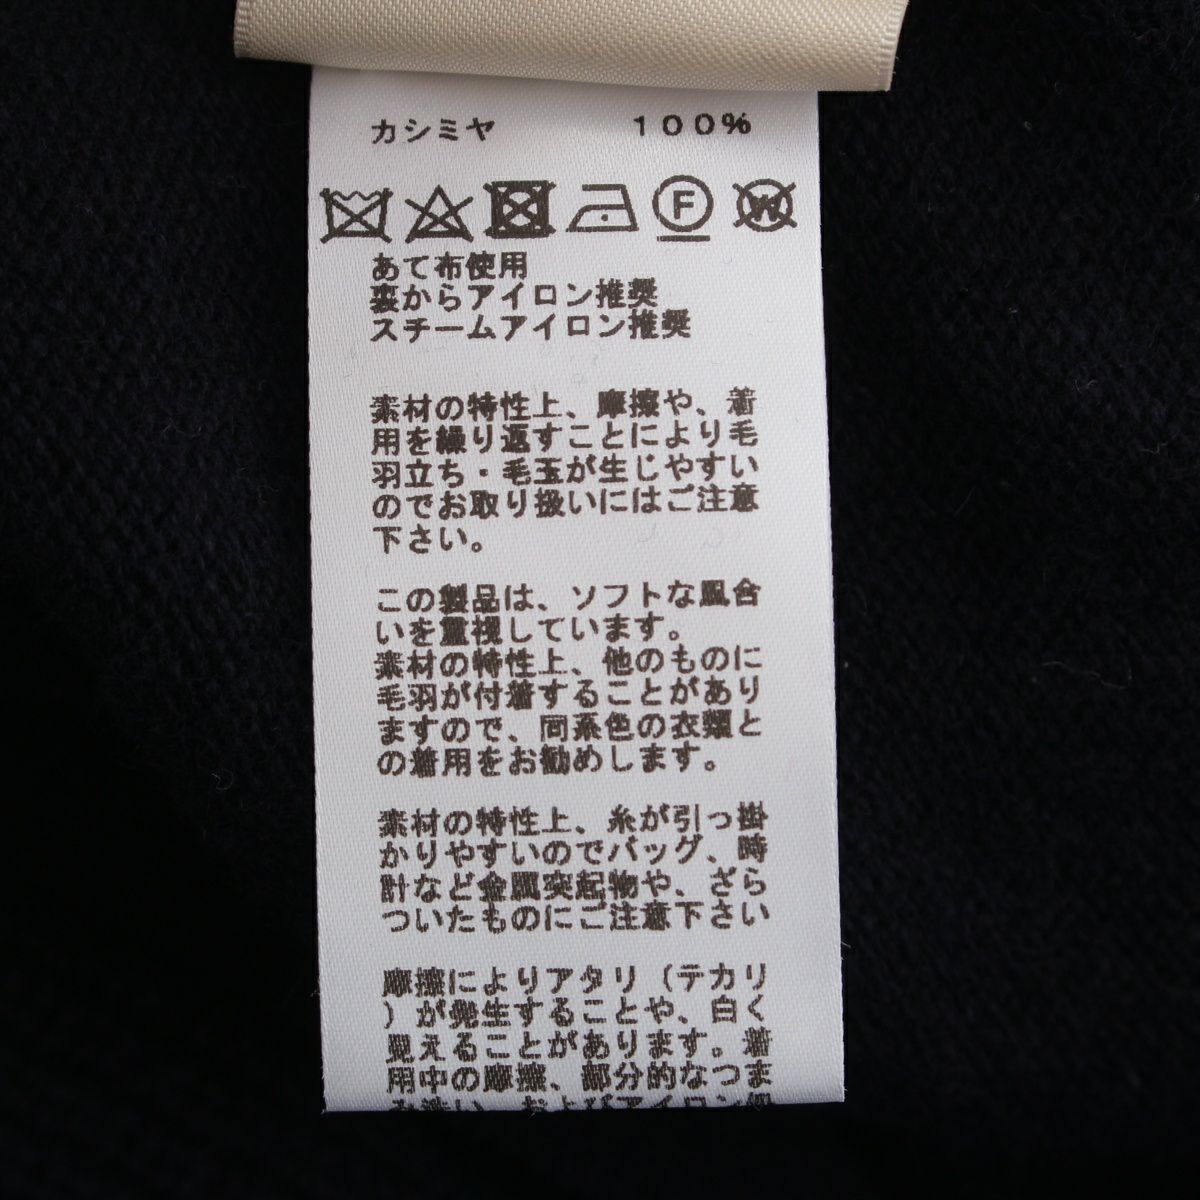 カシミヤ 100%
F W
あて布使用
裏からアイロン推奨
スチームアイロン推奨
素材の特性上、摩擦や、着
用を繰り返すことにより毛
羽立ち・毛玉が生じやすい
のでお取り扱いにはご注意
下さい。
この製品は、ソフトな風合
いを重視しています。
素材の特性上、他のものに
毛羽が付着することがあり
ますので、同系色の衣類と
の着用をお勧めします。
素材の特性上、糸が引っ掛
かりやすいのでバッグ、時
計など金属突起物や、ざら
ついたものにご注意下さい
摩擦によりアタリ(テカリ
)が発生することや、白く
見えることがあります。着
用中の摩擦、部分的なつま
み洗い、およびアイロン